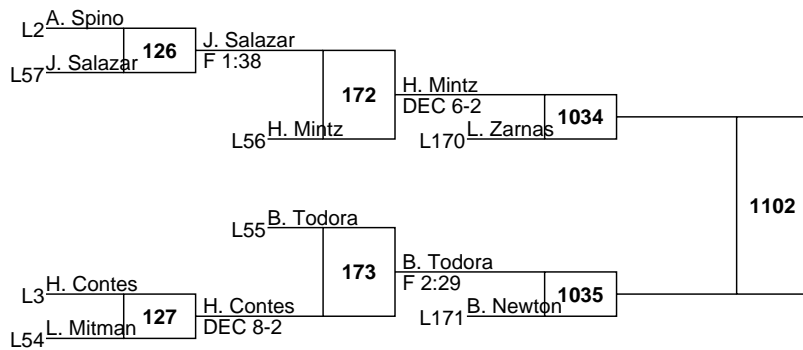 A. Spino
L2
126
J. Salazar
F 1:38
L57
J. Salazar
172
H. Mintz
DEC 6-2
L56
H. Mintz
1034
L170
L. Zarnas
1102
L55
B. Todora
173
B. Todora
F 2:29
L3
H. Contes
127
H. Contes
DEC 8-2
L54
L. Mitman
1035
L171
B. Newton